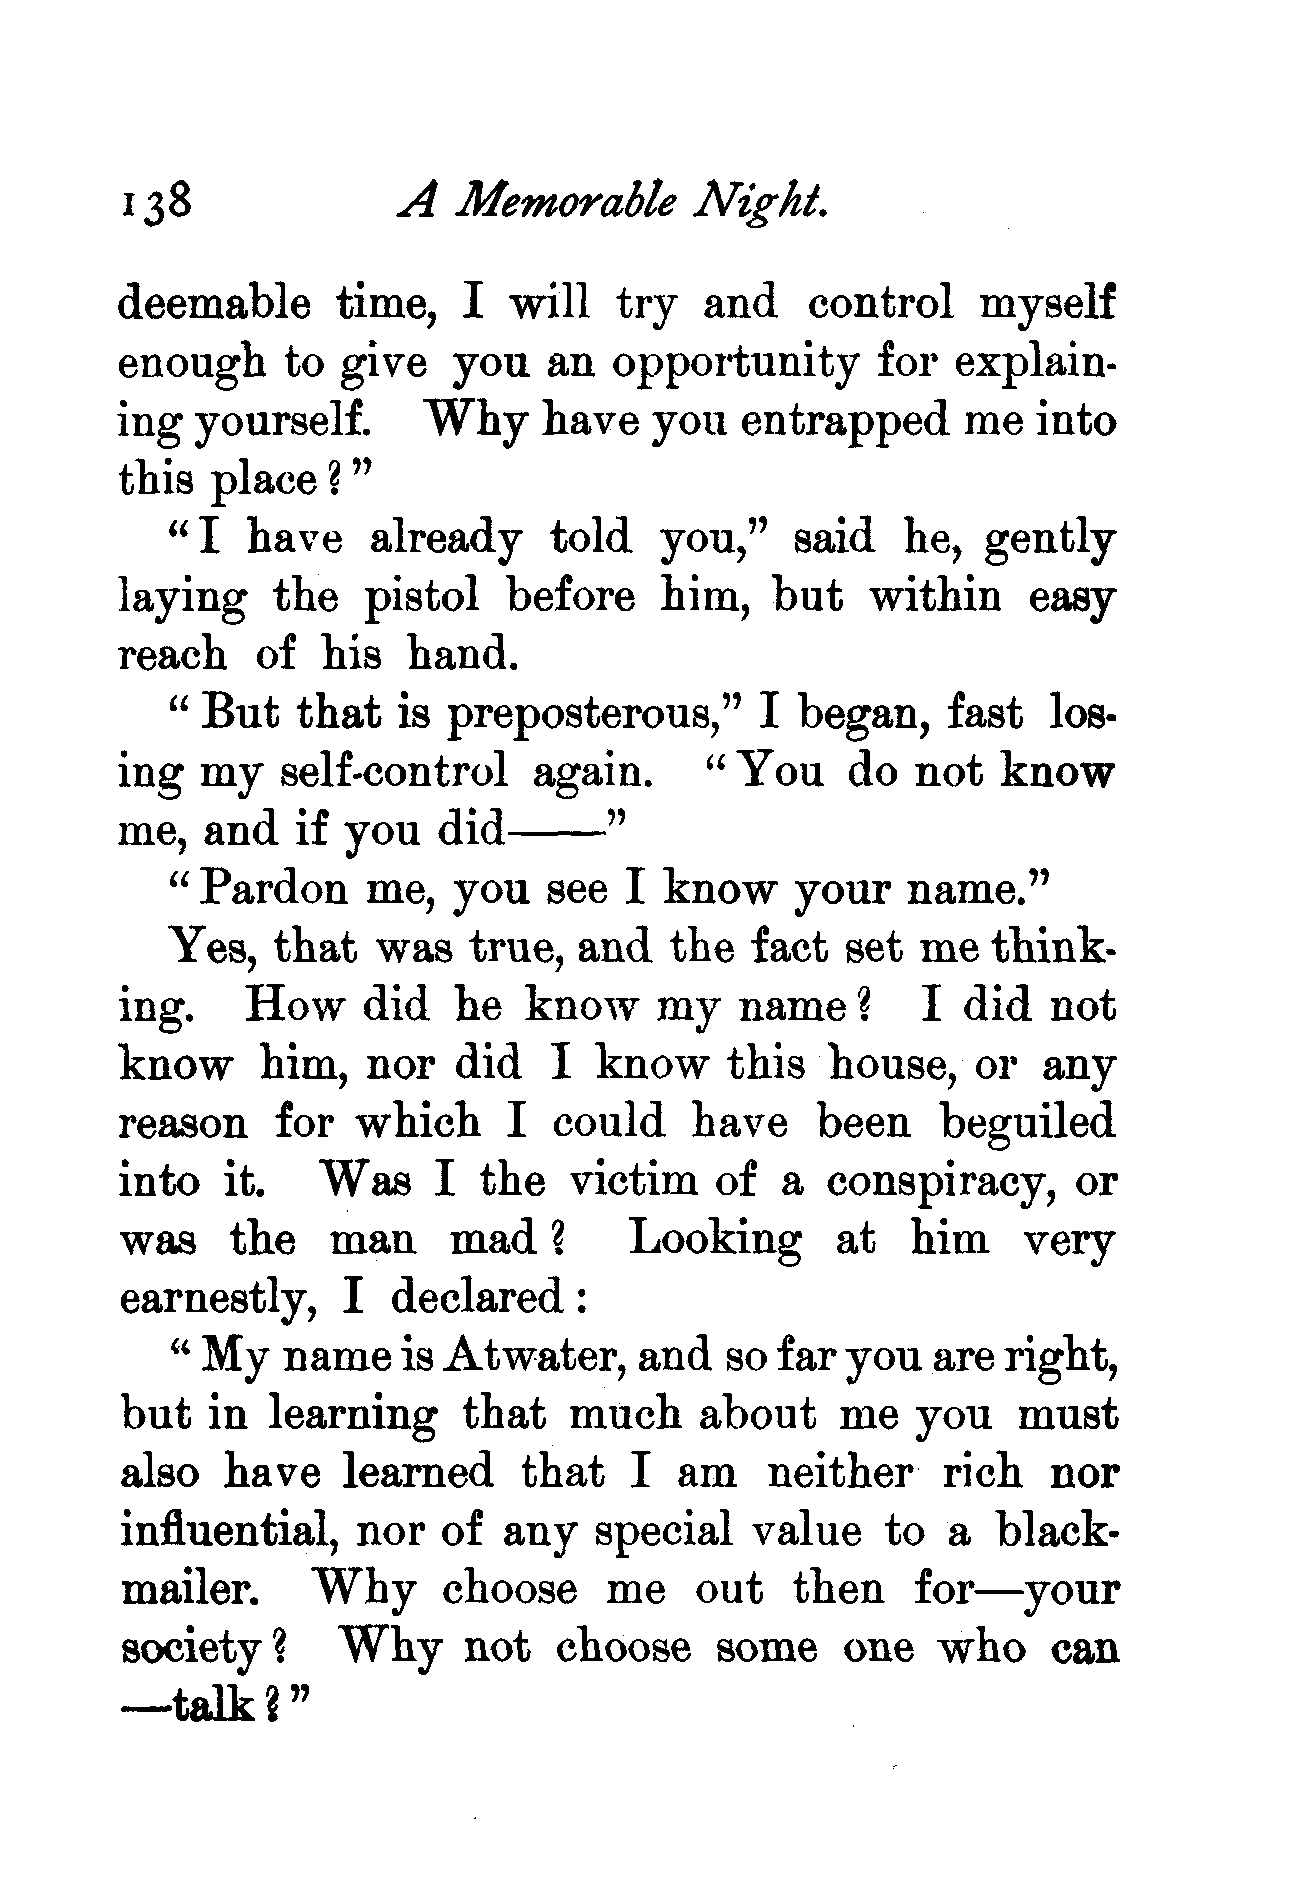 138 A Memorable Night.
deemable time, I will try and control myself
enough to give you an opportunity for explain-
ing yourself. Why have you entrapped me into
this place?"
"I have already told you," said he, gently
laying the pistol before him, but within easy
reach of his hand.
"But that is preposterous," I began, fast los-
ing my self-control again. "You do not know
me, and if you did——"
"Pardon me, you see I know your name."
Yes, that was true, and the fact set me think-
ing. How did he know my name? I did not
know him, nor did I know this house, or any
reason for which I could have been beguiled
into it. Was I the victim of a conspiracy, or
was the man mad? Looking at him very
earnestly, I declared:
"My name is Atwater, and so far you are right,
but in learning that much about me you must
also have learned that I am neither rich nor
influential, nor of any special value to a black-
mailer. Why choose me out then for—your
society? Why not choose some one who can
—talk?"